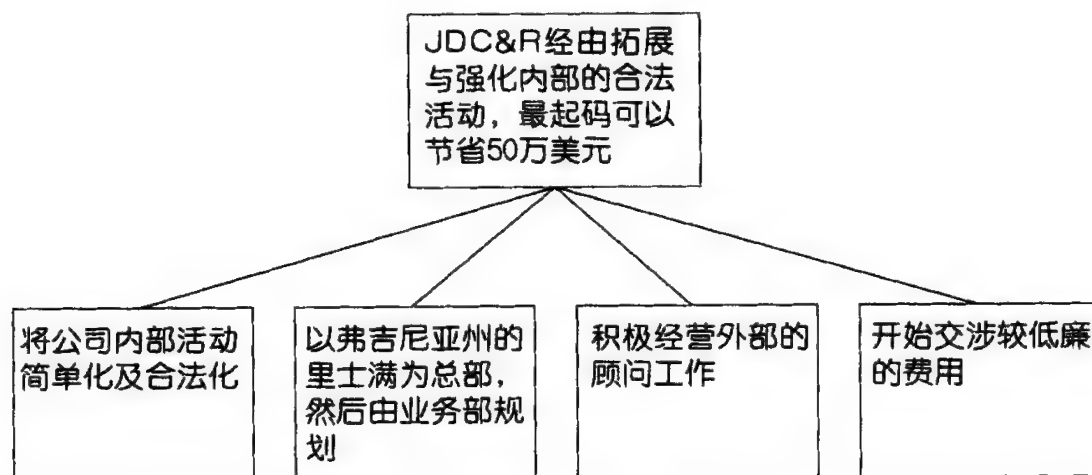 JDC&R经由拓展
与强化内部的合法
活动，最起码可以
节省50万美元
将公司内部活动
简单化及合法化
以弗吉尼亚州的
里士满为总部，
然后由业务部规
划
积极经营外部的
顾问工作
开始交涉较低廉
的费用